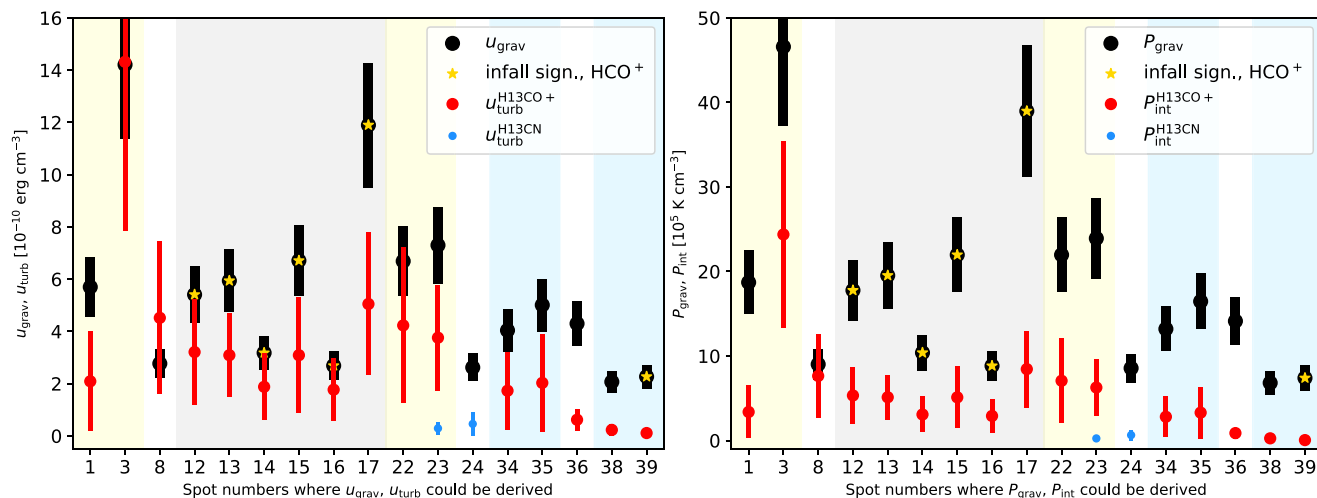 16
14
12
10
8
6
4
2
0
u_grav, u_turb [10⁻¹⁰ erg cm⁻³]
u_grav
infall sign., HCO⁺
u_turb^H13CO+
u_turb^H13CN
1 3 8 12 13 14 15 16 17 22 23 24 34 35 36 38 39
Spot numbers where u_grav, u_turb could be derived
50
40
30
20
10
0
P_grav, P_int [10⁵ K cm⁻³]
P_grav
infall sign., HCO⁺
P_int^H13CO+
P_int^H13CN
1 3 8 12 13 14 15 16 17 22 23 24 34 35 36 38 39
Spot numbers where P_grav, P_int could be derived